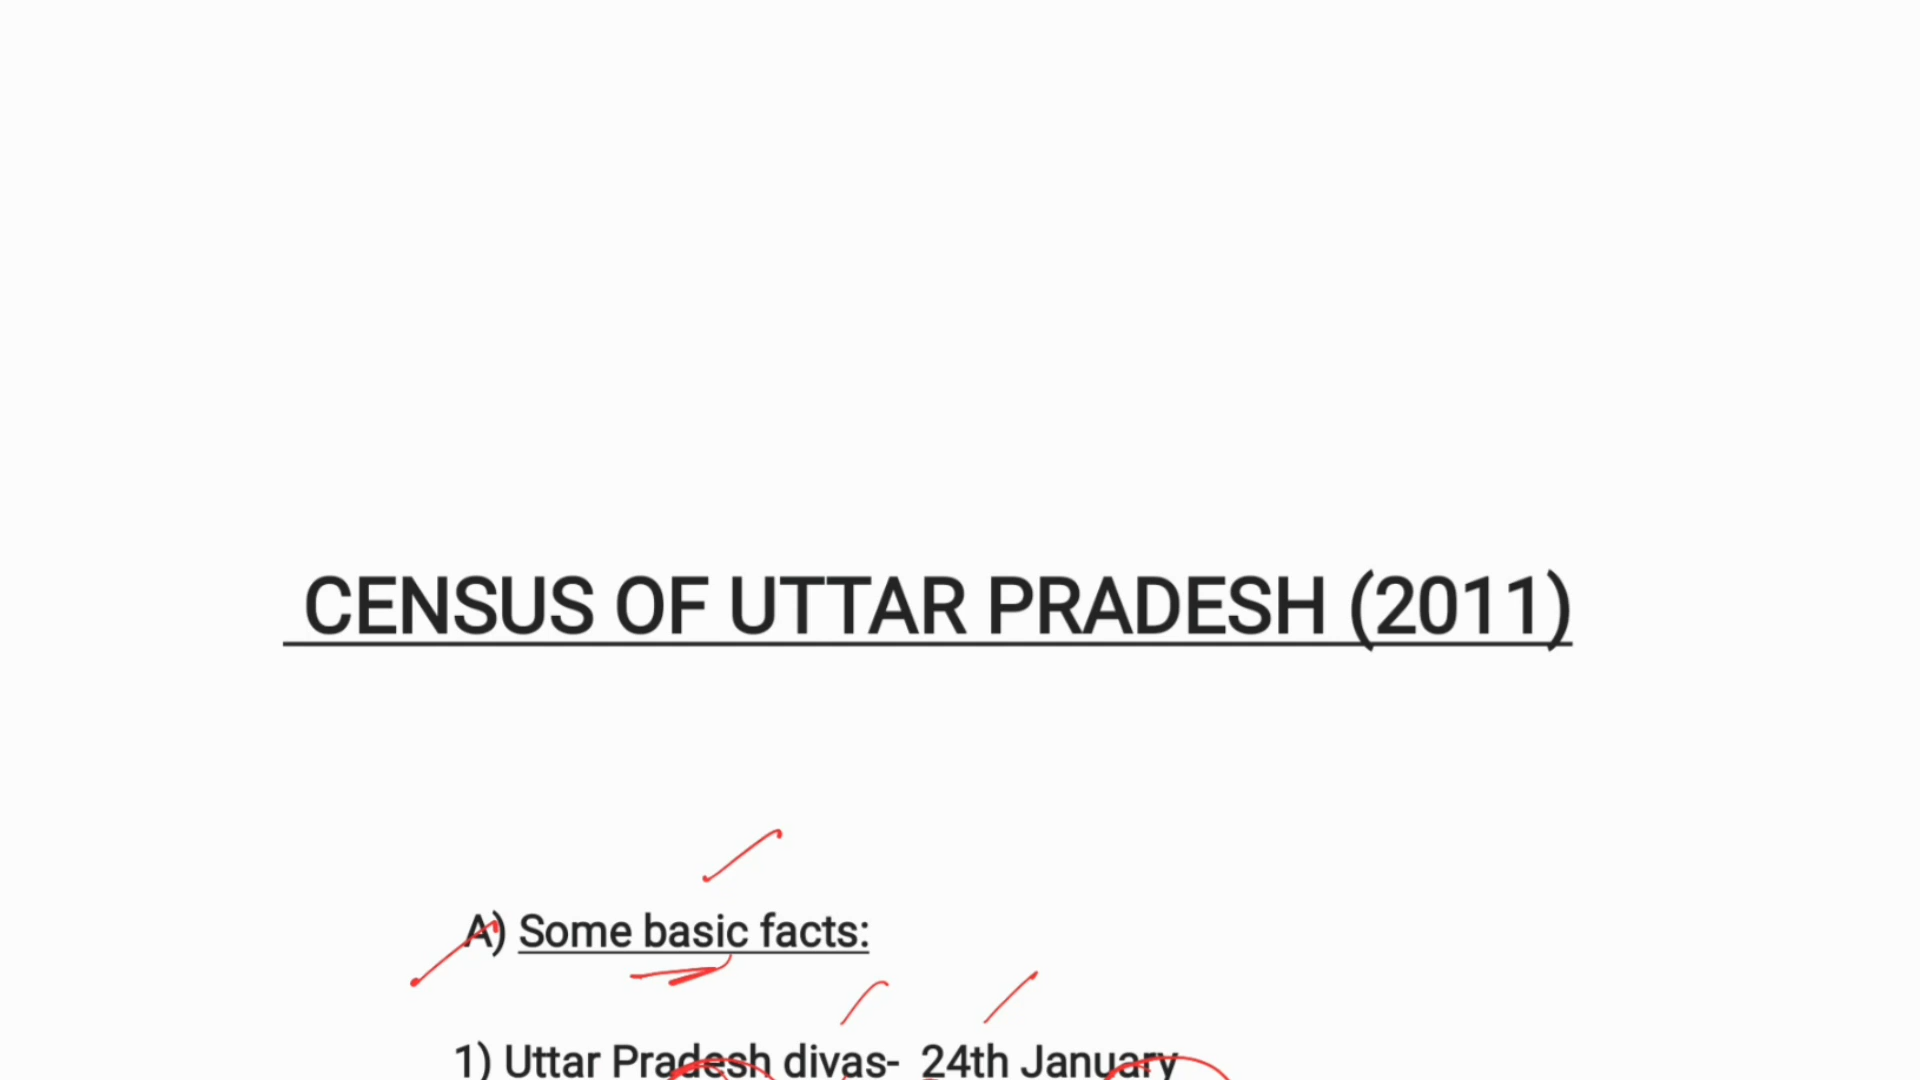 CENSUS OF UTTAR PRADESH (2011)
A) Some basic facts:
1) Uttar Pradesh divas- 24th January